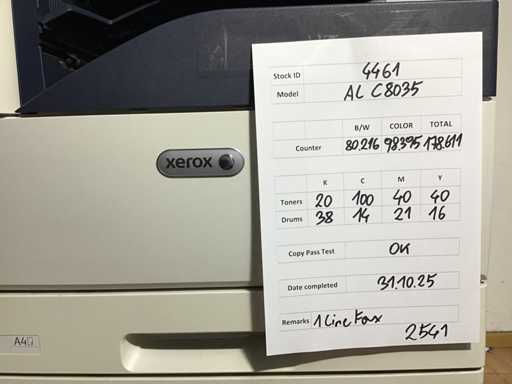 xerox
A4
Stock ID 4461
Model AL C8035
B/W COLOR TOTAL
Counter 80.216 98.395 178.611
K C M Y
Toners 20 100 40 40
Drums 38 14 21 16
Copy Pass Test OK
Date completed 31.10.25
Remarks 1 Line Fax
2541